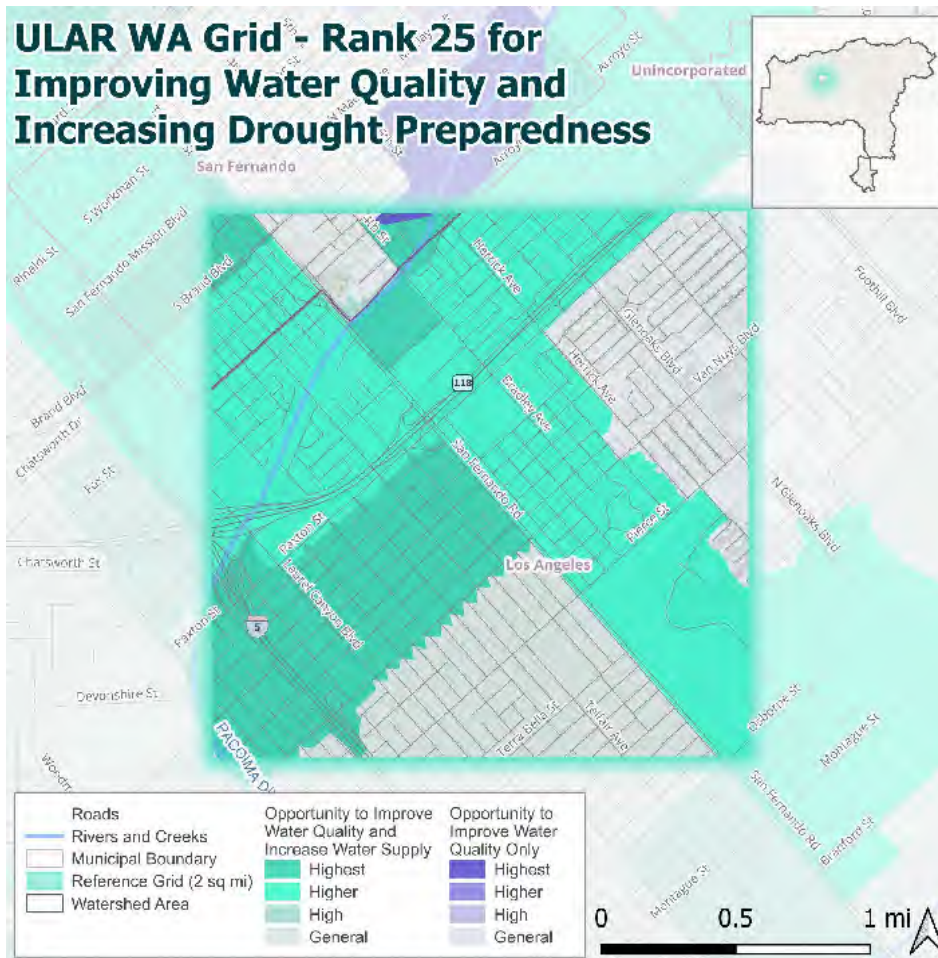 ULAR WA Grid - Rank 25 for
Improving Water Quality and
Increasing Drought Preparedness
Arroyo St
Unincorporated
San Fernando
S Workman St
Rinaldi St
San Fernando Mission Blvd
S Brand Blvd
Herrick Ave
Foothill Blvd
Glenoaks Blvd
Van Nuys Blvd
Herrick Ave
118
Bradley Ave
Brand Blvd
Chatsworth Dr
Fox St
San Fernando Rd
N Glenoaks Blvd
Paxton St
Pierce St
Chatsworth St
Los Angeles
Laurel Canyon Blvd
Paxton St
5
Devonshire St
Osborne St
Montague St
Terra Bella St
Telfair Ave
PACOIMA
San Fernando Rd
Branford St
Montague St
Roads
Rivers and Creeks
Municipal Boundary
Reference Grid (2 sq mi)
Watershed Area
Opportunity to Improve
Water Quality and
Increase Water Supply
Highest
Higher
High
General
Opportunity to
Improve Water
Quality Only
Highest
Higher
High
General
0 0.5 1 mi